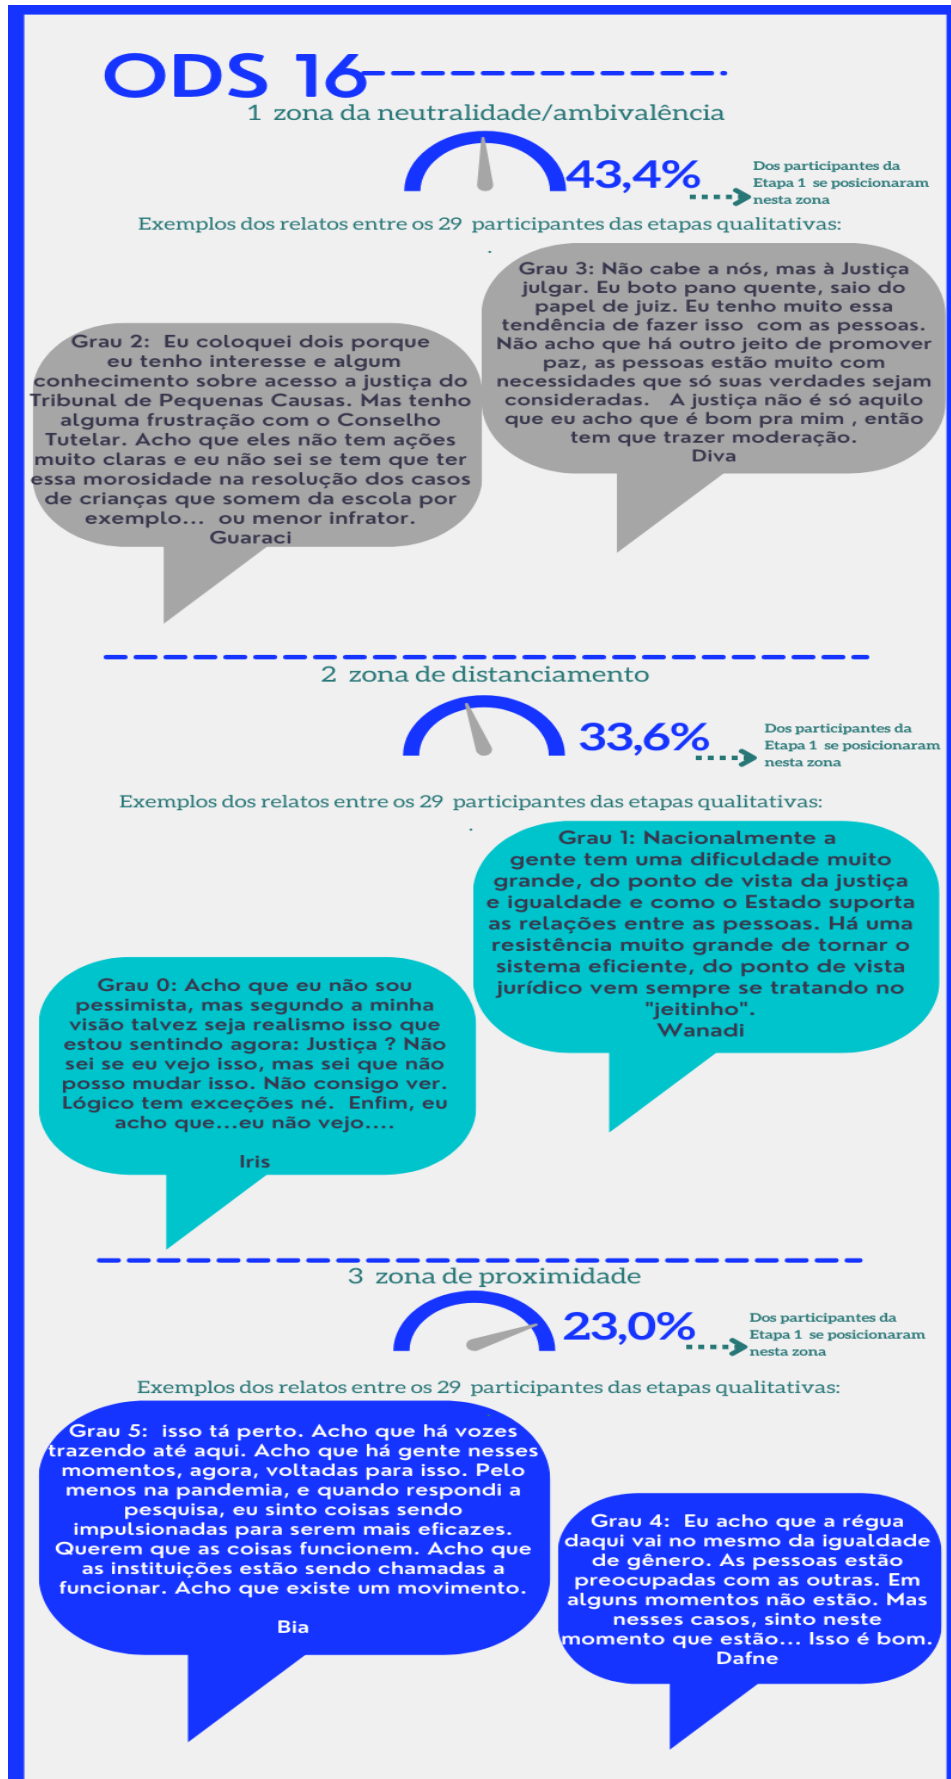 ODS 16
1 zona da neutralidade/ambivalência
43,4%
Dos participantes da
Etapa 1 se posicionaram
nesta zona
Exemplos dos relatos entre os 29 participantes das etapas qualitativas:
.
Grau 3: Não cabe a nós, mas à Justiça
julgar. Eu boto pano quente, saio do
papel de juiz. Eu tenho muito essa
tendência de fazer isso com as pessoas.
Não acho que há outro jeito de promover
paz, as pessoas estão muito com
necessidades que só suas verdades sejam
consideradas. A justiça não é só aquilo
que eu acho que é bom pra mim , então
tem que trazer moderação.
Diva
Grau 2: Eu coloquei dois porque
eu tenho interesse e algum
conhecimento sobre acesso a justiça do
Tribunal de Pequenas Causas. Mas tenho
alguma frustração com o Conselho
Tutelar. Acho que eles não tem ações
muito claras e eu não sei se tem que ter
essa morosidade na resolução dos casos
de crianças que somem da escola por
exemplo... ou menor infrator.
Guaraci
2 zona de distanciamento
33,6%
Dos participantes da
Etapa 1 se posicionaram
nesta zona
Exemplos dos relatos entre os 29 participantes das etapas qualitativas:
.
Grau 1: Nacionalmente a
gente tem uma dificuldade muito
grande, do ponto de vista da justiça
e igualdade e como o Estado suporta
as relações entre as pessoas. Há uma
resistência muito grande de tornar o
sistema eficiente, do ponto de vista
jurídico vem sempre se tratando no
"jeitinho".
Wanadi
Grau 0: Acho que eu não sou
pessimista, mas segundo a minha
visão talvez seja realismo isso que
estou sentindo agora: Justiça ? Não
sei se eu vejo isso, mas sei que não
posso mudar isso. Não consigo ver.
Lógico tem exceções né. Enfim, eu
acho que...eu não vejo....
Iris
3 zona de proximidade
23,0%
Dos participantes da
Etapa 1 se posicionaram
nesta zona
Exemplos dos relatos entre os 29 participantes das etapas qualitativas:
Grau 5: isso tá perto. Acho que há vozes
trazendo até aqui. Acho que há gente nesses
momentos, agora, voltadas para isso. Pelo
menos na pandemia, e quando respondi a
pesquisa, eu sinto coisas sendo
impulsionadas para serem mais eficazes.
Querem que as coisas funcionem. Acho que
as instituições estão sendo chamadas a
funcionar. Acho que existe um movimento.
Bia
Grau 4: Eu acho que a régua
daqui vai no mesmo da igualdade
de gênero. As pessoas estão
preocupadas com as outras. Em
alguns momentos não estão. Mas
nesses casos, sinto neste
momento que estão... Isso é bom.
Dafne